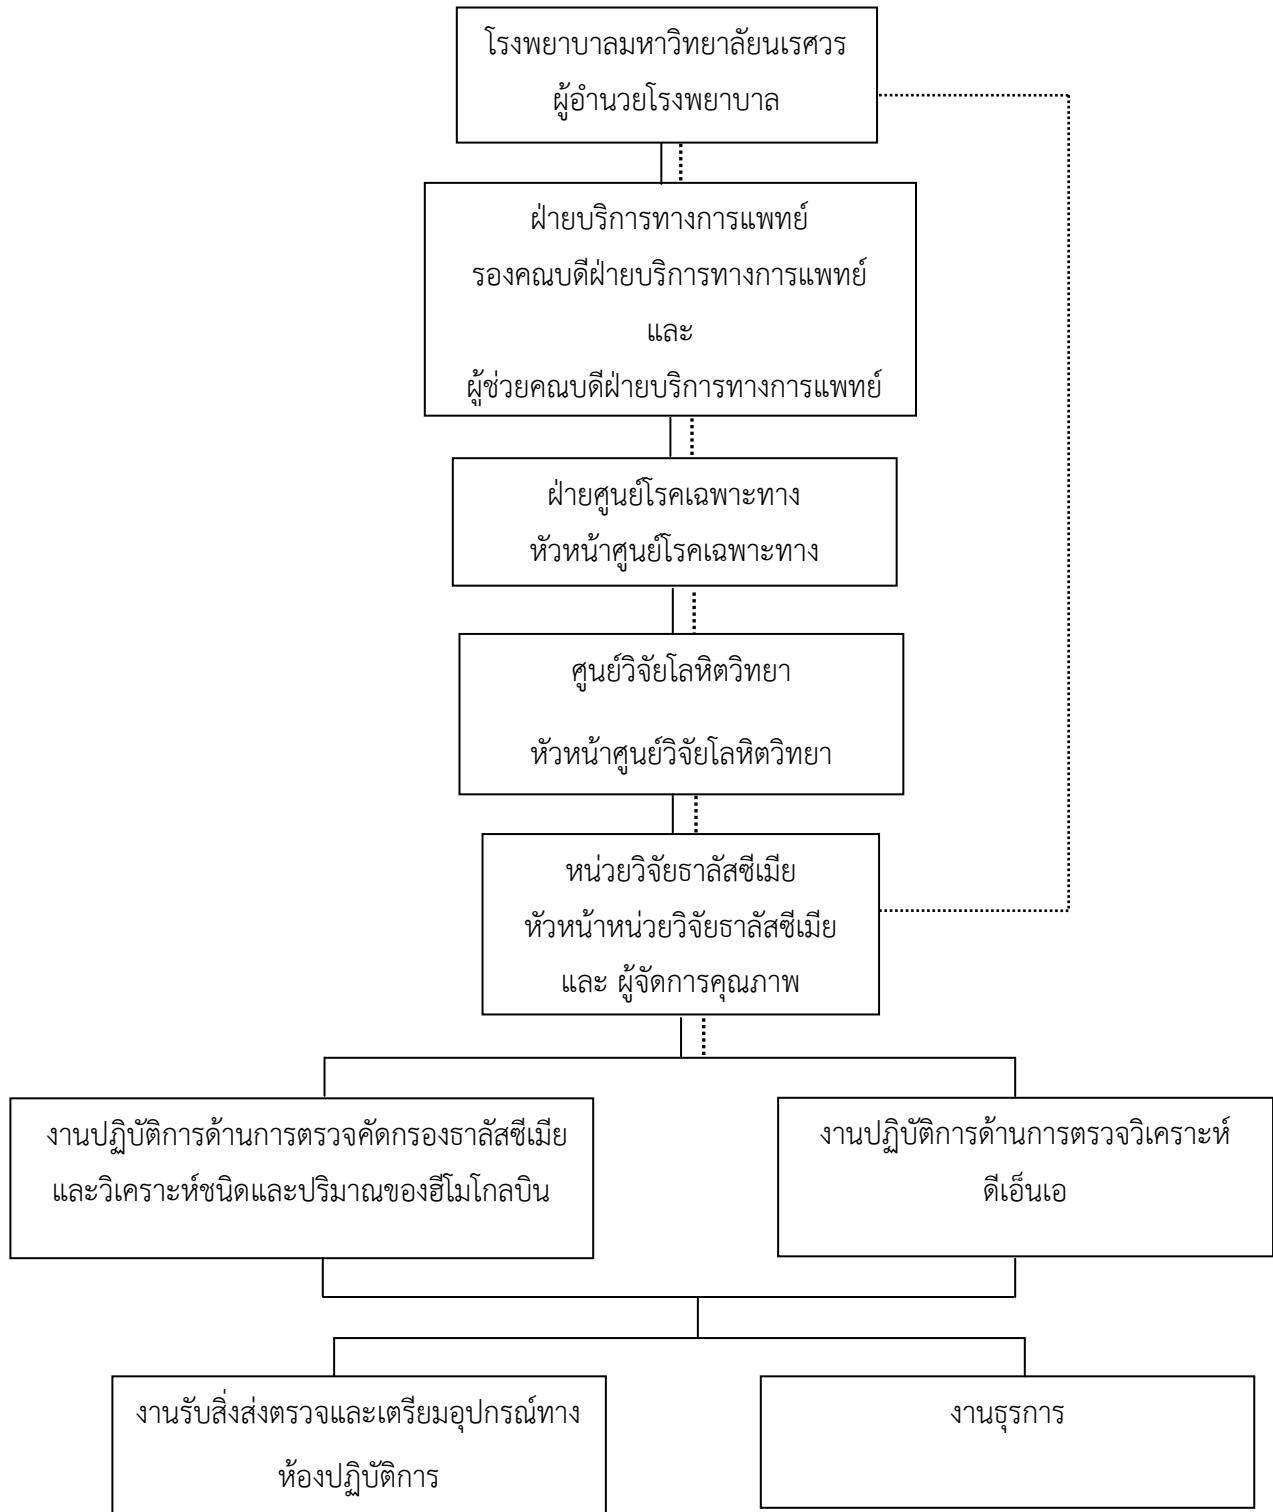 โรงพยาบาลมหาวิทยาลัยนเรศวร
ผู้อำนวยโรงพยาบาล
ฝ่ายบริการทางการแพทย์
รองคณบดีฝ่ายบริการทางการแพทย์
และ
ผู้ช่วยคณบดีฝ่ายบริการทางการแพทย์
ฝ่ายศูนย์โรคเฉพาะทาง
หัวหน้าศูนย์โรคเฉพาะทาง
ศูนย์วิจัยโลหิตวิทยา
หัวหน้าศูนย์วิจัยโลหิตวิทยา
หน่วยวิจัยธาลัสซีเมีย
หัวหน้าหน่วยวิจัยธาลัสซีเมีย
และ ผู้จัดการคุณภาพ
งานปฏิบัติการด้านการตรวจคัดกรองธาลัสซีเมีย
และวิเคราะห์ชนิดและปริมาณของฮีโมโกลบิน
งานปฏิบัติการด้านการตรวจวิเคราะห์
ดีเอ็นเอ
งานรับสิ่งส่งตรวจและเตรียมอุปกรณ์ทาง
ห้องปฏิบัติการ
งานธุรการ